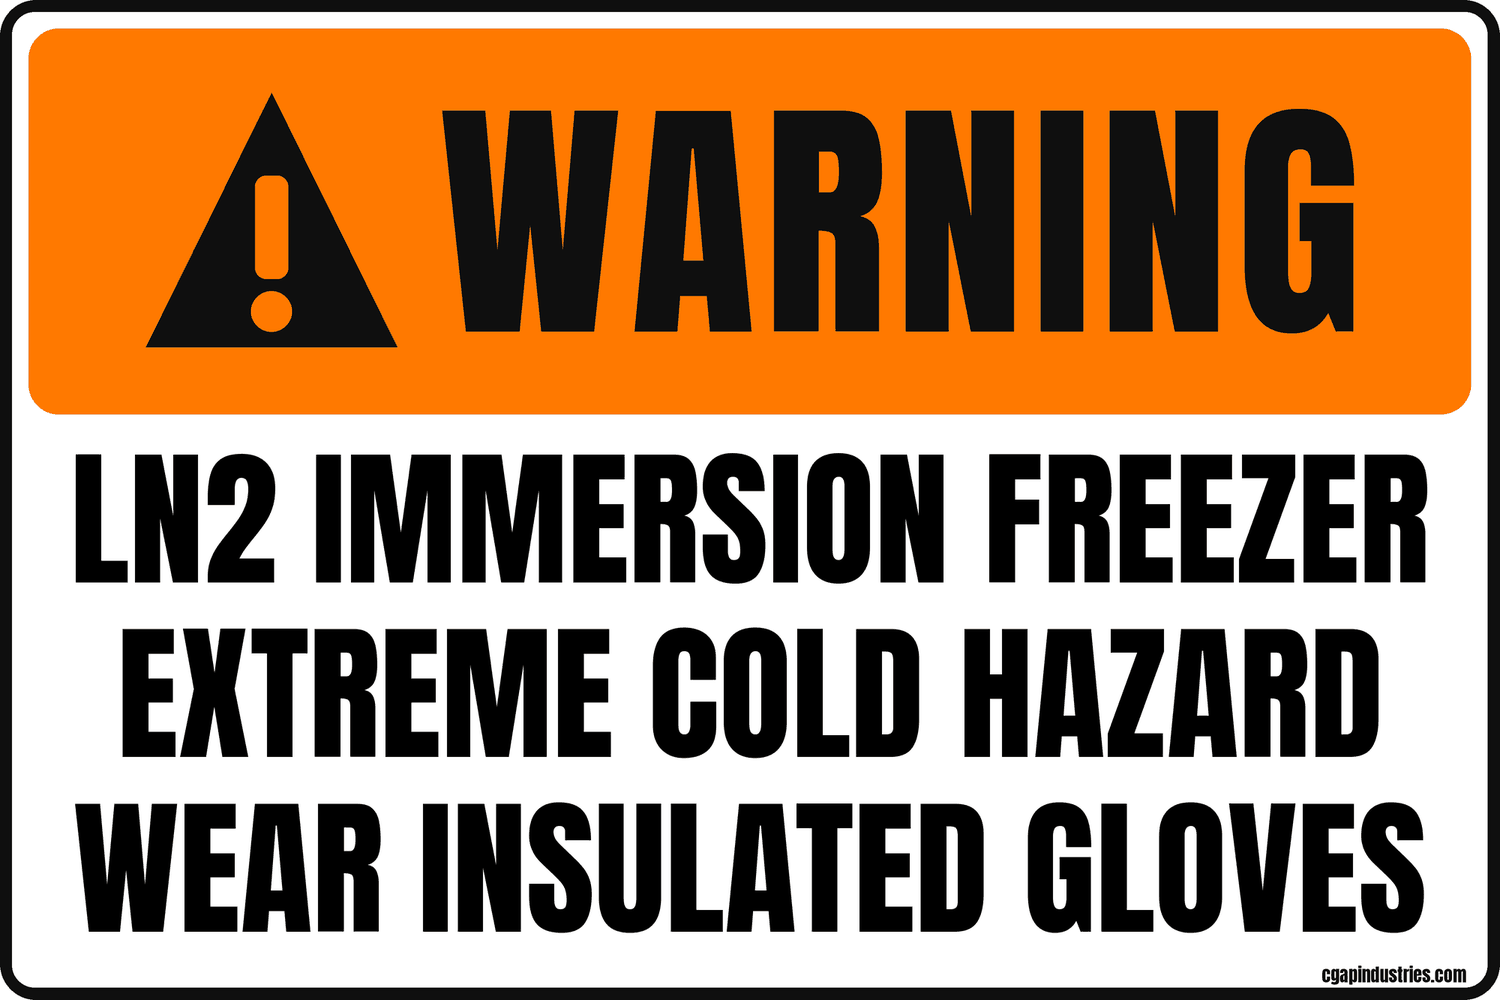 WARNING
LN2 IMMERSION FREEZER
EXTREME COLD HAZARD
WEAR INSULATED GLOVES
cgapindustries.com